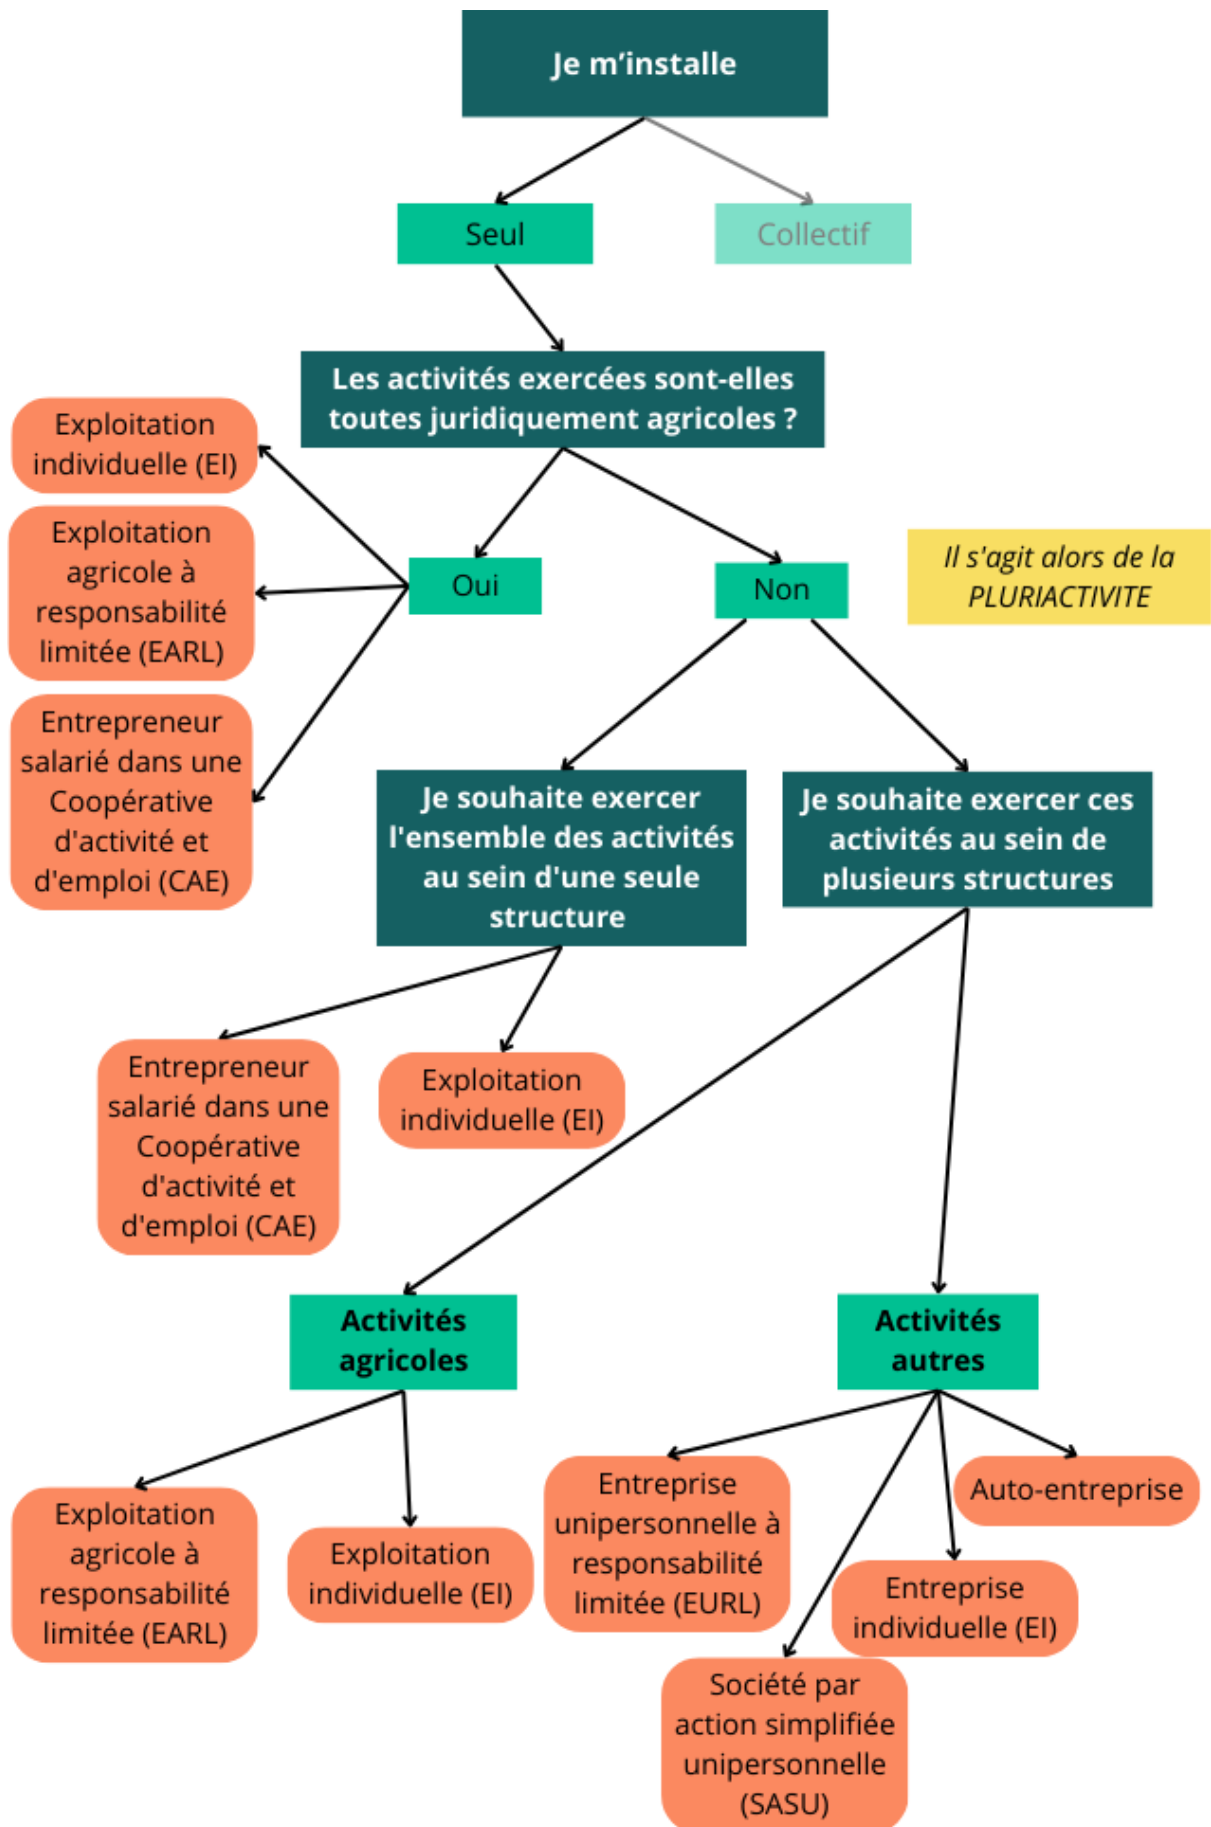 Je m’installe
Seul
Collectif
Les activités exercées sont-elles
toutes juridiquement agricoles ?
Exploitation
individuelle (EI)
Exploitation
agricole à
responsabilité
limitée (EARL)
Entrepreneur
salarié dans une
Coopérative
d'activité et
d'emploi (CAE)
Oui
Non
Il s'agit alors de la
PLURIACTIVITE
Je souhaite exercer
l'ensemble des activités
au sein d'une seule
structure
Je souhaite exercer ces
activités au sein de
plusieurs structures
Entrepreneur
salarié dans une
Coopérative
d'activité et
d'emploi (CAE)
Exploitation
individuelle (EI)
Activités
agricoles
Activités
autres
Exploitation
agricole à
responsabilité
limitée (EARL)
Exploitation
individuelle (EI)
Entreprise
unipersonnelle à
responsabilité
limitée (EURL)
Société par
action simplifiée
unipersonnelle
(SASU)
Entreprise
individuelle (EI)
Auto-entreprise